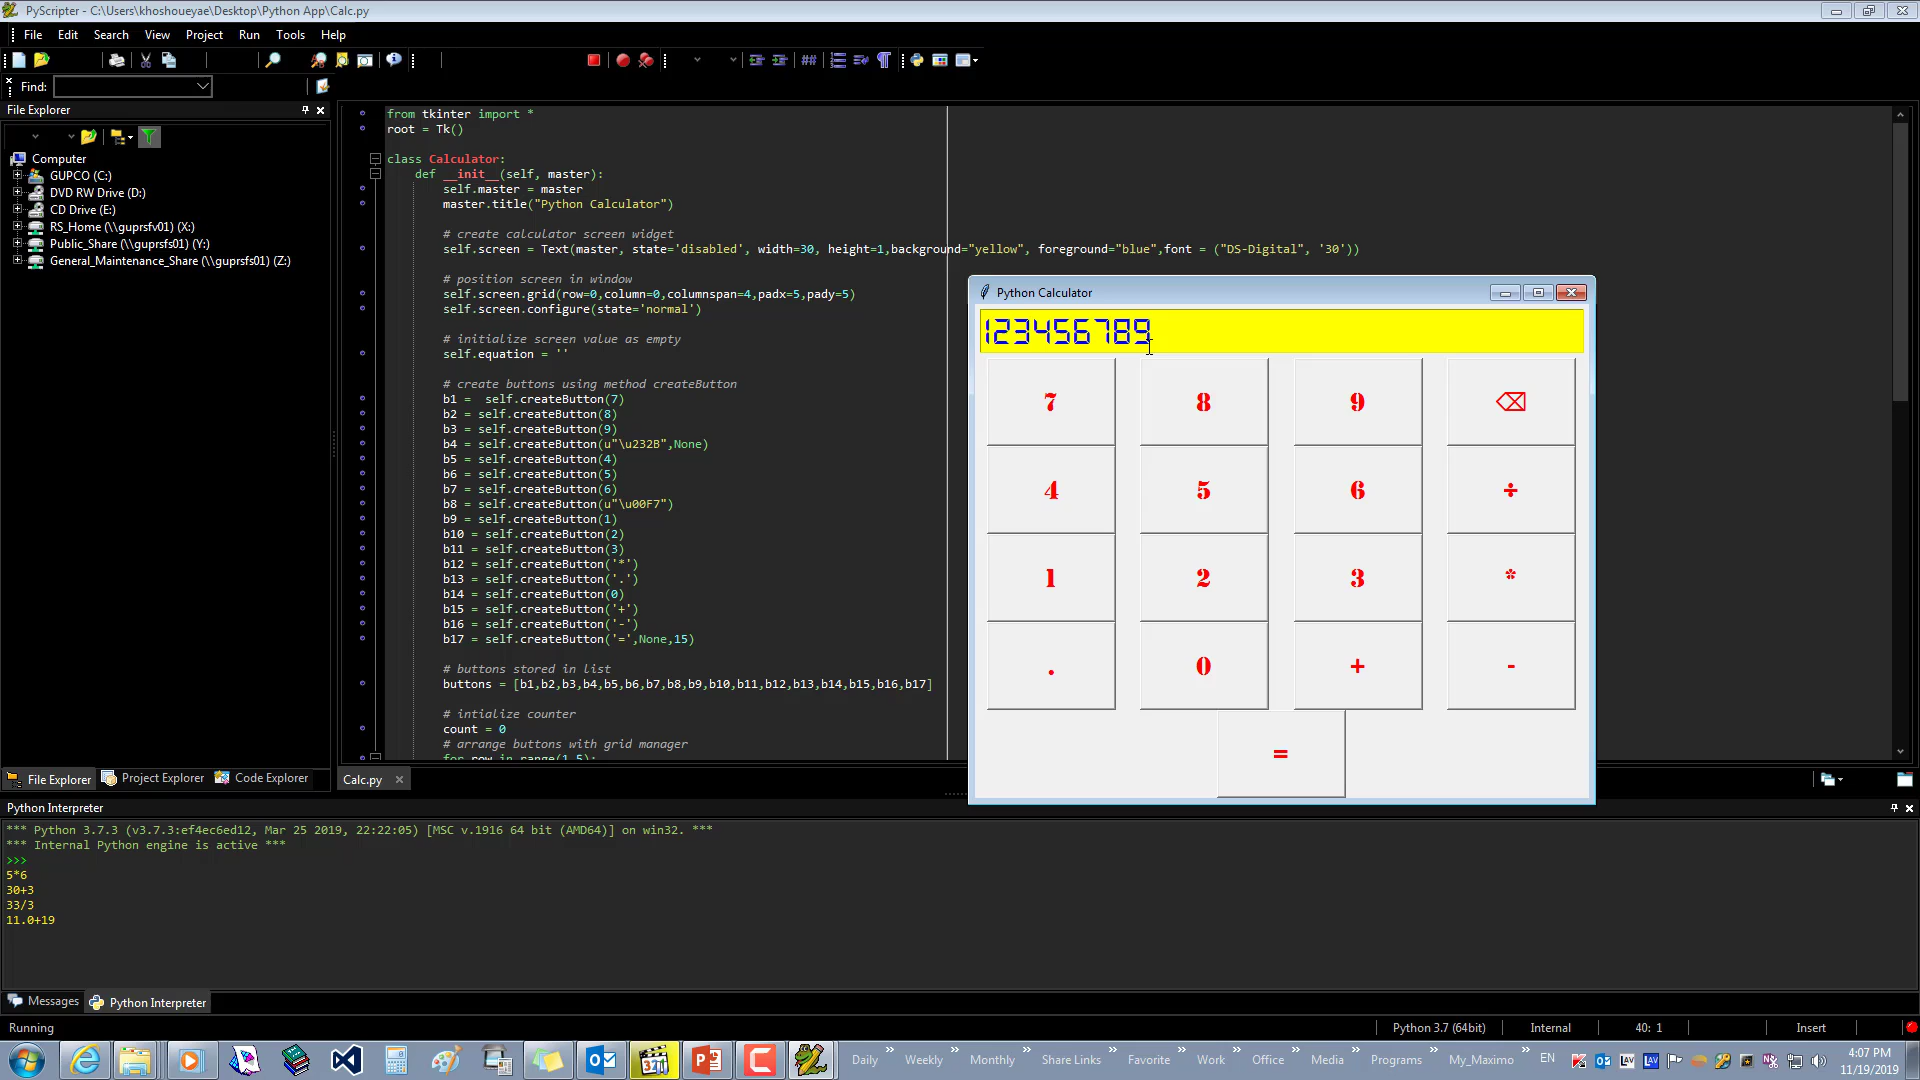 PyScripter - C:\Users\khoshoueyae\Desktop\Python App\Calc.py
File Edit Search View Project Run Tools Help
Find:
File Explorer
Computer
GUPCO (C:)
DVD RW Drive (D:)
CD Drive (E:)
RS_Home (\\guprsfv01) (X:)
Public_Share (\\guprsfs01) (Y:)
General_Maintenance_Share (\\guprsfs01) (Z:)
from tkinter import *
root = Tk()
class Calculator:
def __init__(self, master):
self.master = master
master.title("Python Calculator")
# create calculator screen widget
self.screen = Text(master, state='disabled', width=30, height=1,background="yellow", foreground="blue",font = ("DS-Digital", '30'))
# position screen in window
self.screen.grid(row=0,column=0,columnspan=4,padx=5,pady=5)
self.screen.configure(state='normal')
# initialize screen value as empty
self.equation = ''
# create buttons using method createButton
b1 =  self.createButton(7)
b2 = self.createButton(8)
b3 = self.createButton(9)
b4 = self.createButton(u"\u232B",None)
b5 = self.createButton(4)
b6 = self.createButton(5)
b7 = self.createButton(6)
b8 = self.createButton(u"\u00F7")
b9 = self.createButton(1)
b10 = self.createButton(2)
b11 = self.createButton(3)
b12 = self.createButton('*')
b13 = self.createButton('.')
b14 = self.createButton(0)
b15 = self.createButton('+')
b16 = self.createButton('-')
b17 = self.createButton('=',None,15)
# buttons stored in list
buttons = [b1,b2,b3,b4,b5,b6,b7,b8,b9,b10,b11,b12,b13,b14,b15,b16,b17]
# intialize counter
count = 0
# arrange buttons with grid manager
for row in range(1,5):
Python Calculator
123456789
7 8 9 ⌫
4 5 6 ÷
1 2 3 *
. 0 + -
=
File Explorer Project Explorer Code Explorer
Calc.py
Python Interpreter
*** Python 3.7.3 (v3.7.3:ef4ec6ed12, Mar 25 2019, 22:22:05) [MSC v.1916 64 bit (AMD64)] on win32. ***
*** Internal Python engine is active ***
>>>
5*6
30+3
33/3
11.0+19
Messages Python Interpreter
Running Python 3.7 (64bit) Internal 40: 1 Insert
Daily » Weekly » Monthly » Share Links » Favorite » Work » Office » Media » Programs » My_Maximo » EN
4:07 PM
11/19/2019